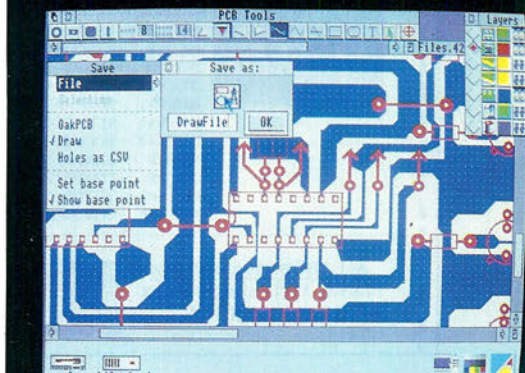 PCB Tools
8
Files.42
Layers
Save
File
Selection
OakPCB
√ Draw
Holes as CSV
Set base point
√ Show base point
Save as:
DrawFile
OK